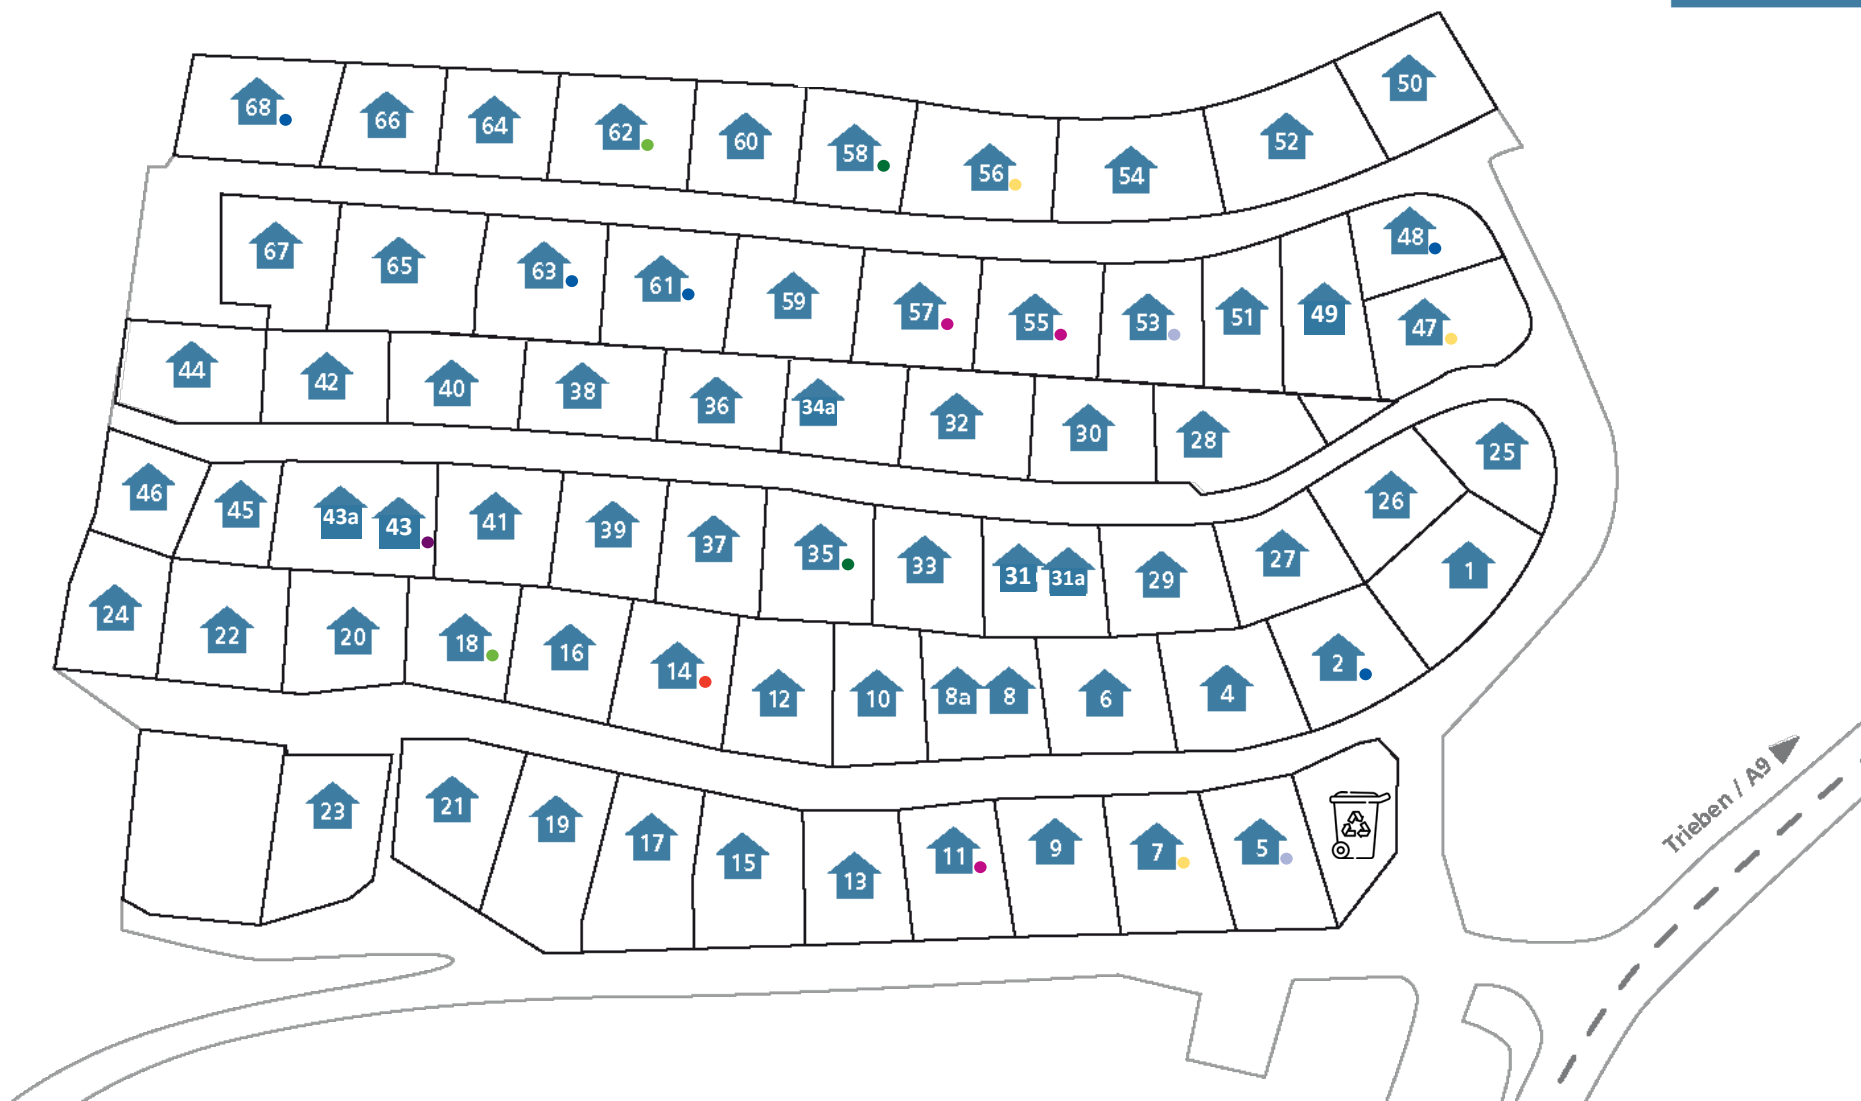 68 66 64 62 60 58 56 54 52 50
67 65 63 61 59 57 55 53 51 49 48
47
44 42 40 38 36 34a 32 30 28
46 45 43a 43 41 39 37 35 33 31 31a 29 27 26 25
24 22 20 18 16 14 12 10 8a 8 6 4 2 1
23 21 19 17 15 13 11 9 7 5
Trieben / A9